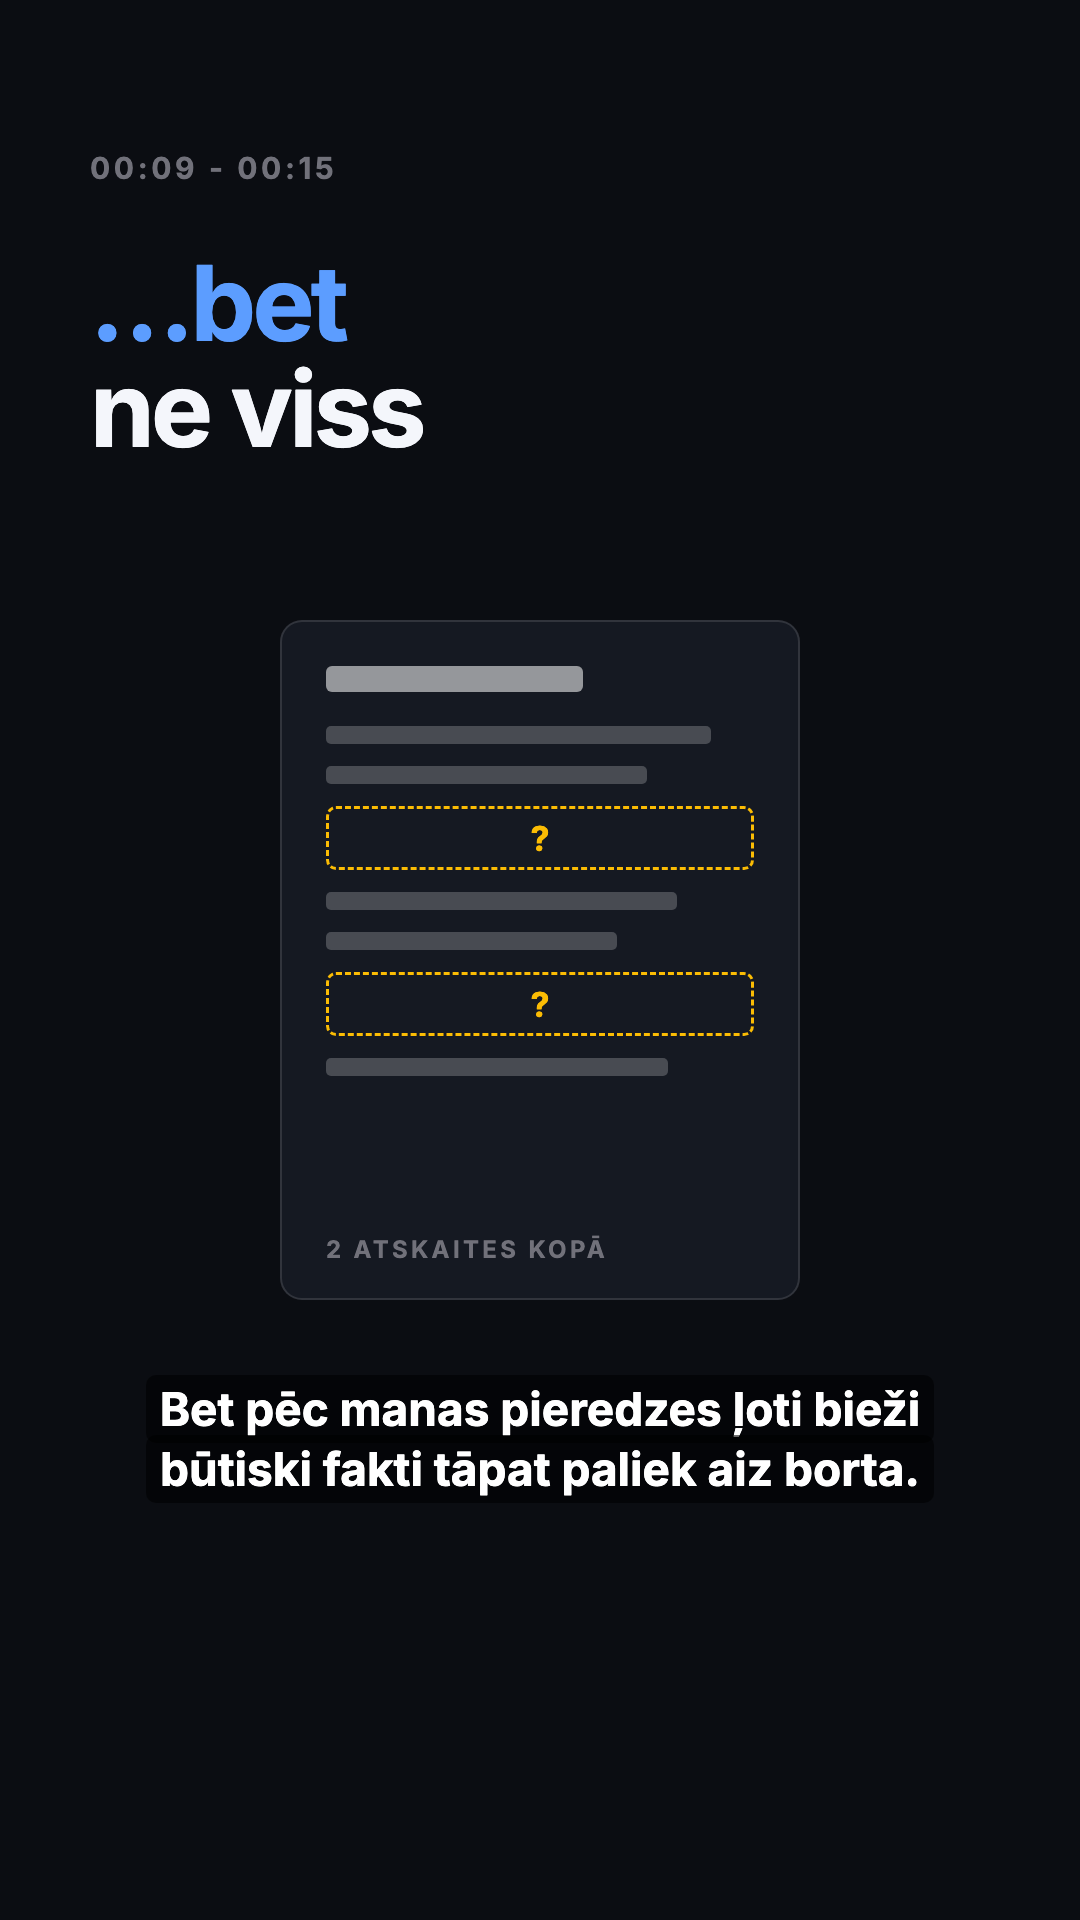 00:09 - 00:15
…bet
ne viss
?
?
2 ATSKAITES KOPĀ
Bet pēc manas pieredzes ļoti bieži
būtiski fakti tāpat paliek aiz borta.